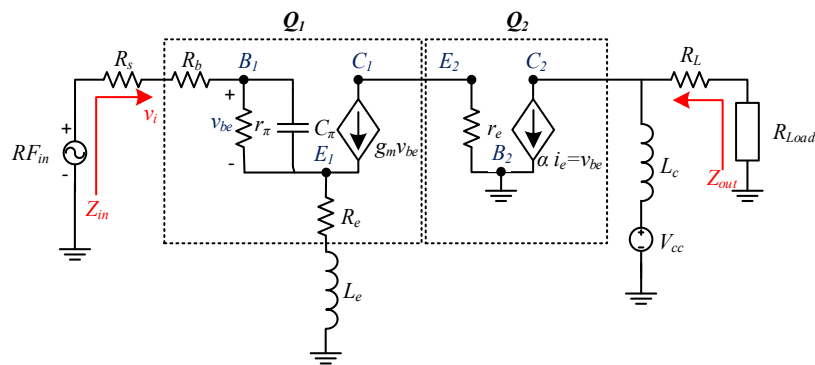 Q1 Q2
Rs Rb B1 C1 E2 C2 RL
+ vi + vbe rπ Cπ gmvbe re α ie=vbe RLoad
RFin - - E1 B2 Lc Zout
Zin Re Vcc + -
Le